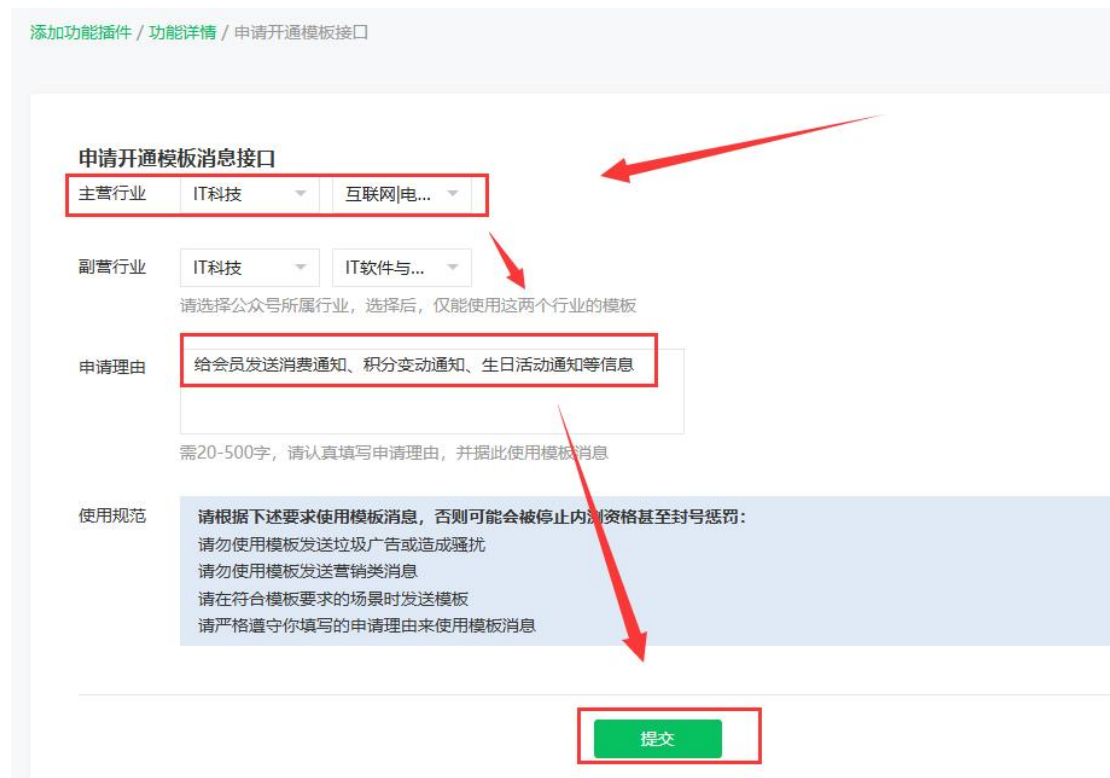 添加功能插件 / 功能详情 / 申请开通模板接口
申请开通模板消息接口
主营行业 IT科技 互联网|电...
副营行业 IT科技 IT软件与...
请选择公众号所属行业，选择后，仅能使用这两个行业的模板
申请理由 给会员发送消费通知、积分变动通知、生日活动通知等信息
需20-500字，请认真填写申请理由，并据此使用模板消息
使用规范 请根据下述要求使用模板消息，否则可能会被停止内测资格甚至封号惩罚：
请勿使用模板发送垃圾广告或造成骚扰
请勿使用模板发送营销类消息
请在符合模板要求的场景时发送模板
请严格遵守你填写的申请理由来使用模板消息
提交